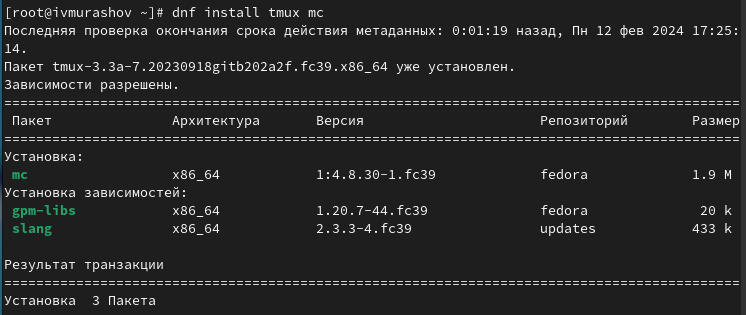 [root@ivmurashov ~]# dnf install tmux mc
Последняя проверка окончания срока действия метаданных: 0:01:19 назад, Пн 12 фев 2024 17:25:
14.
Пакет tmux-3.3a-7.20230918gitb202a2f.fc39.x86_64 уже установлен.
Зависимости разрешены.
================================================================================
Пакет Архитектура Версия Репозиторий Размер
================================================================================
Установка:
mc x86_64 1:4.8.30-1.fc39 fedora 1.9 M
Установка зависимостей:
gpm-libs x86_64 1.20.7-44.fc39 fedora 20 k
slang x86_64 2.3.3-4.fc39 updates 433 k
Результат транзакции
================================================================================
Установка 3 Пакета